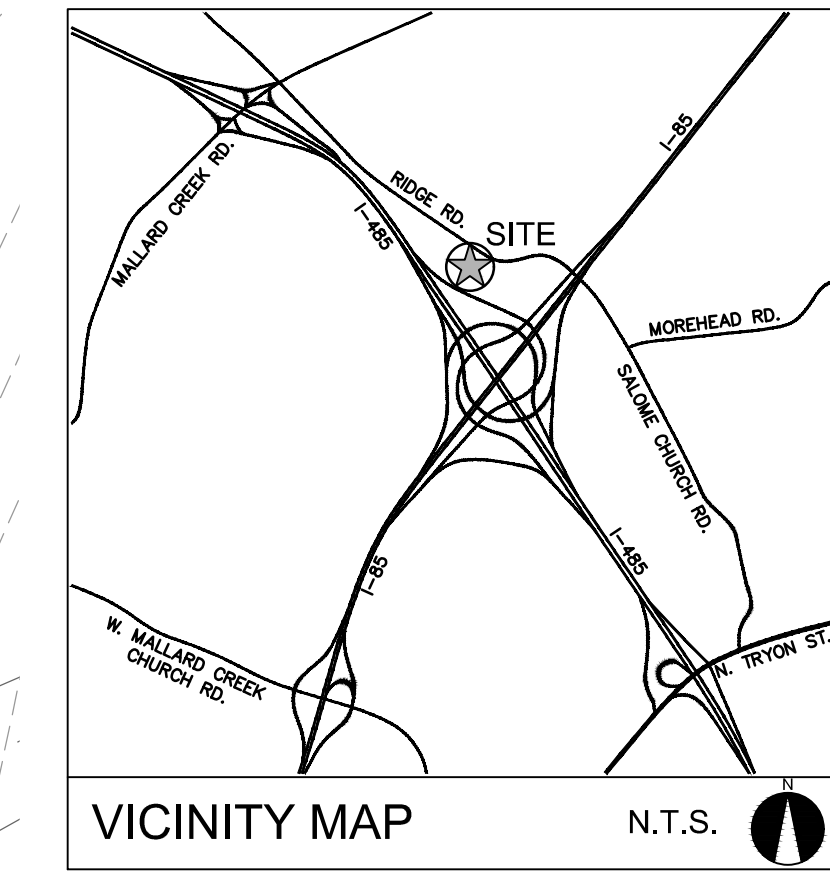 I-85
MALLARD CREEK RD.
RIDGE RD.
I-485
SITE
MOREHEAD RD.
SALOME CHURCH RD.
I-485
I-85
W. MALLARD CREEK
CHURCH RD.
N. TRYON ST.
VICINITY MAP
N.T.S.
N